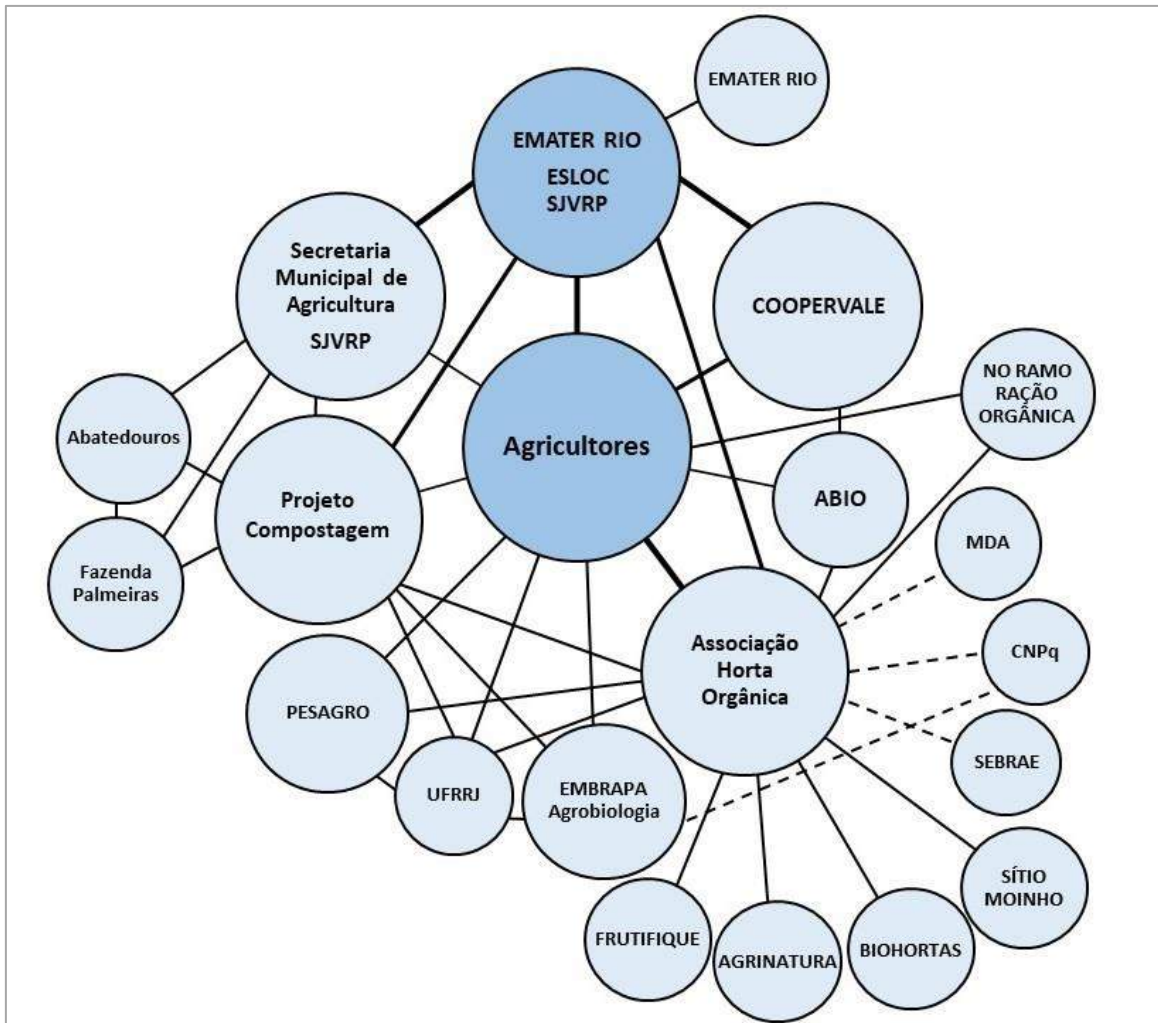 EMATER RIO
EMATER RIO
ESLOC
SJVRP
Secretaria
Municipal de
Agricultura
SJVRP
COOPERVALE
NO RAMO
RAÇÃO
ORGÂNICA
Abatedouros
Agricultores
Projeto
Compostagem
ABIO
MDA
Fazenda
Palmeiras
Associação
Horta
Orgânica
CNPq
PESAGRO
SEBRAE
UFRRJ
EMBRAPA
Agrobiologia
SÍTIO
MOINHO
FRUTIFIQUE
AGRINATURA
BIOHORTAS